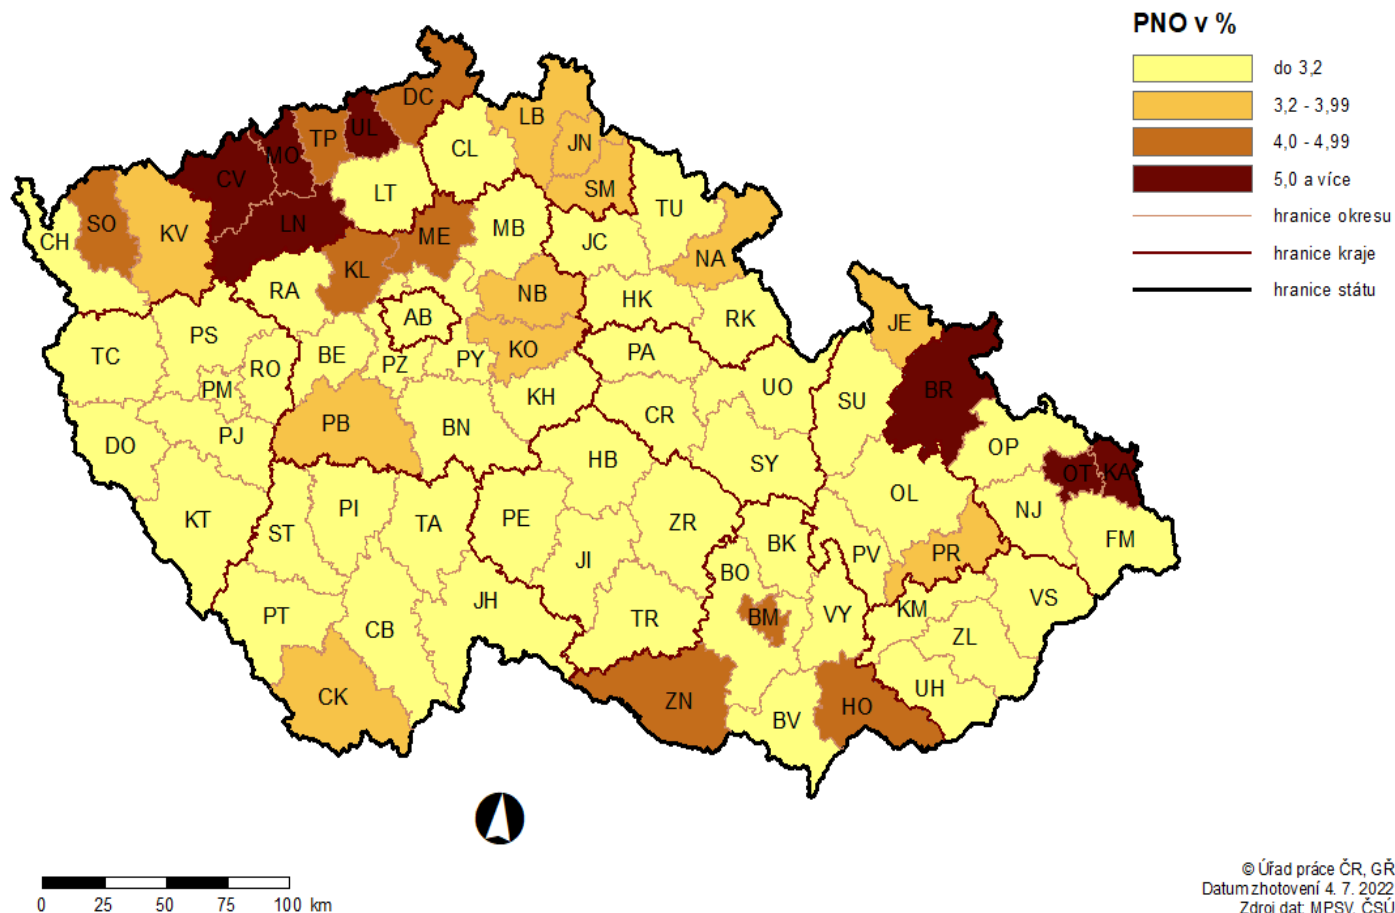 PNO v %
do 3,2
3,2 - 3,99
4,0 - 4,99
5,0 a více
hranice okresu
hranice kraje
hranice státu
DC
LB
TP
UL
JN
CL
MO
CV
SM
LT
TU
SO
KV
LN
ME
MB
JC
CH
KL
NA
RA
NB
HK
AB
RK
JE
PS
TC
BE
PZ
PY
KO
PA
RO
PM
UO
BR
SU
KH
CR
PB
BN
PJ
DO
OP
HB
SY
OT
KA
OL
KT
PI
ST
TA
PE
ZR
NJ
FM
BK
PV
PR
JI
BO
VS
JH
KM
PT
TR
BM
VY
CB
ZL
UH
CK
ZN
HO
BV
0 25 50 75 100 km
© Úřad práce ČR, GŘ
Datum zhotovení 4. 7. 2022
Zdroj dat: MPSV, ČSÚ